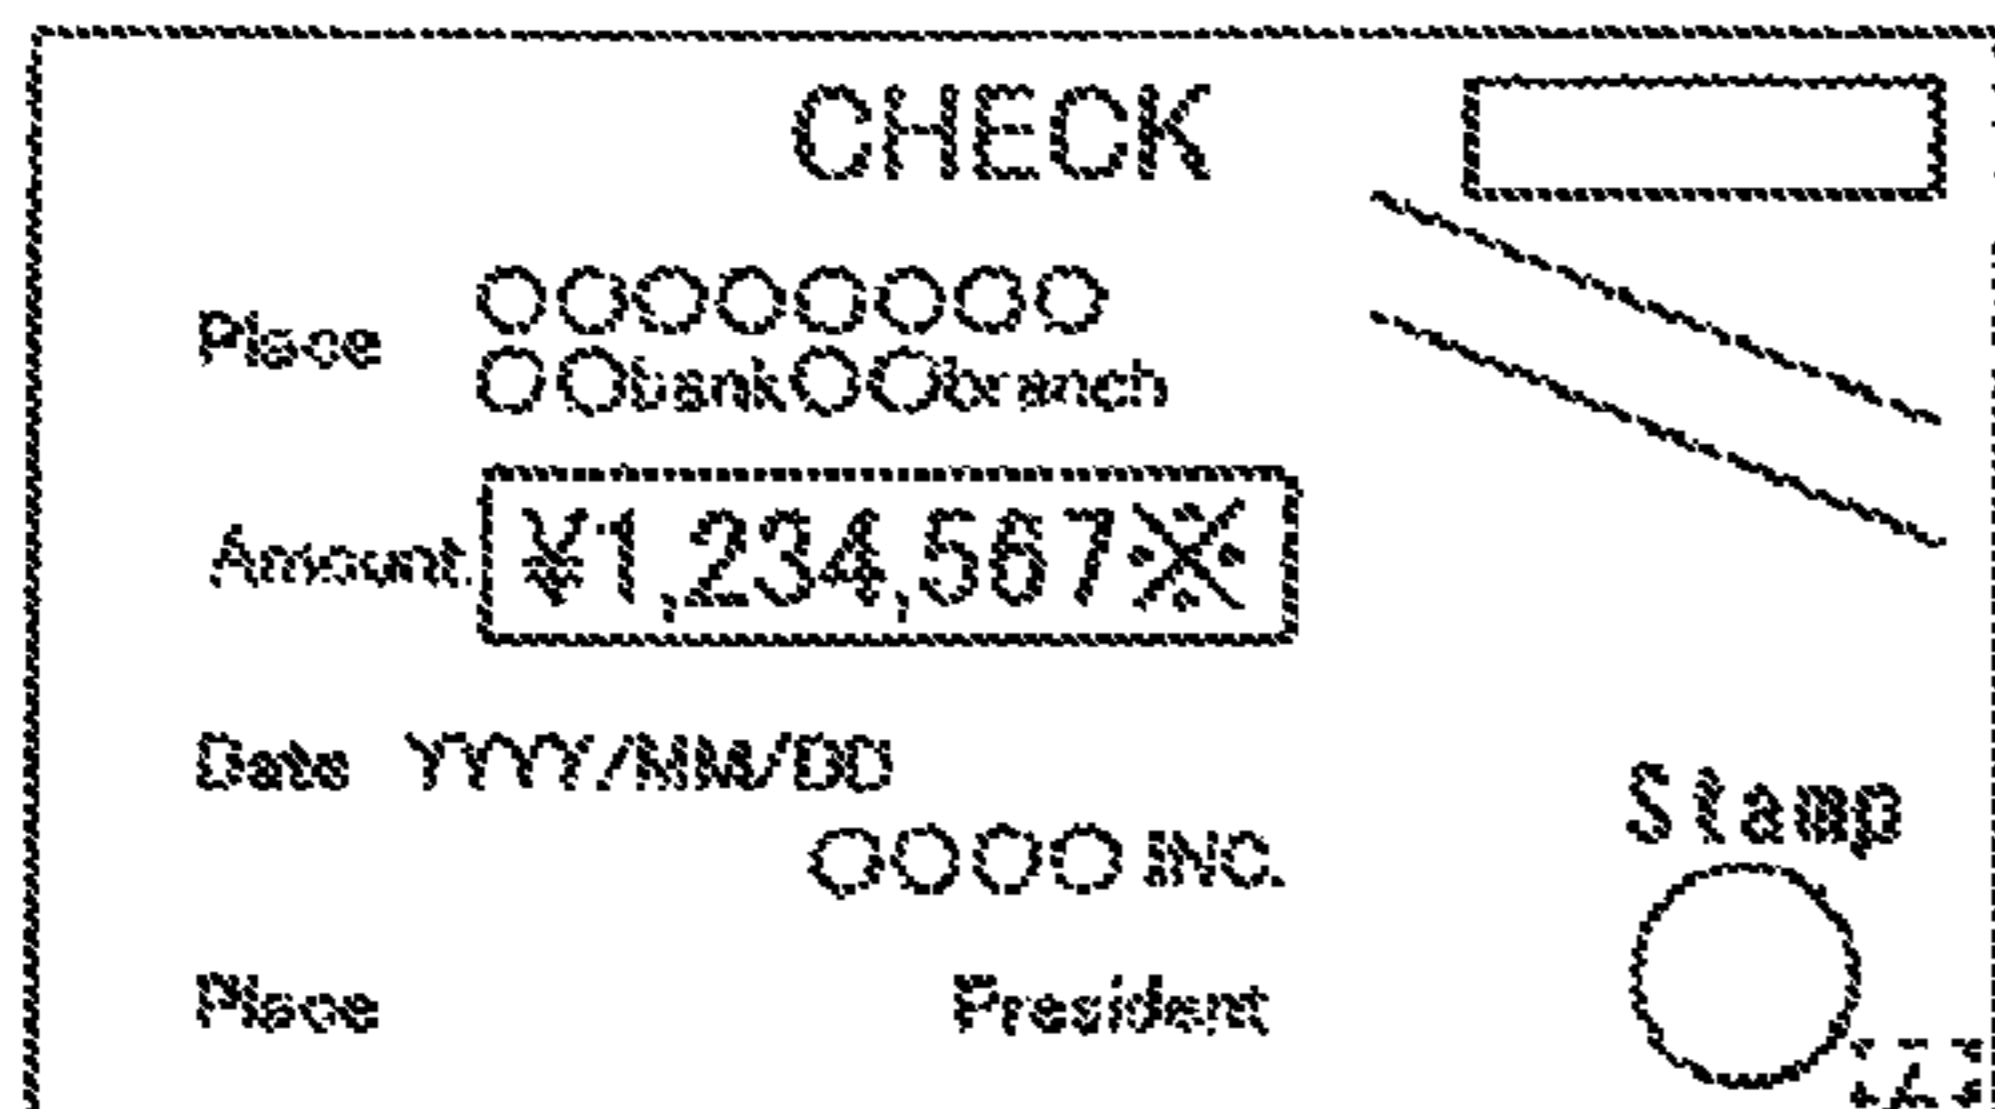 CHECK
Place
○○○○○○○○
○○bank○○branch
Amount ¥1,234,567※
Date YYYY/MM/DD
Stamp
○○○○ INC.
Place President